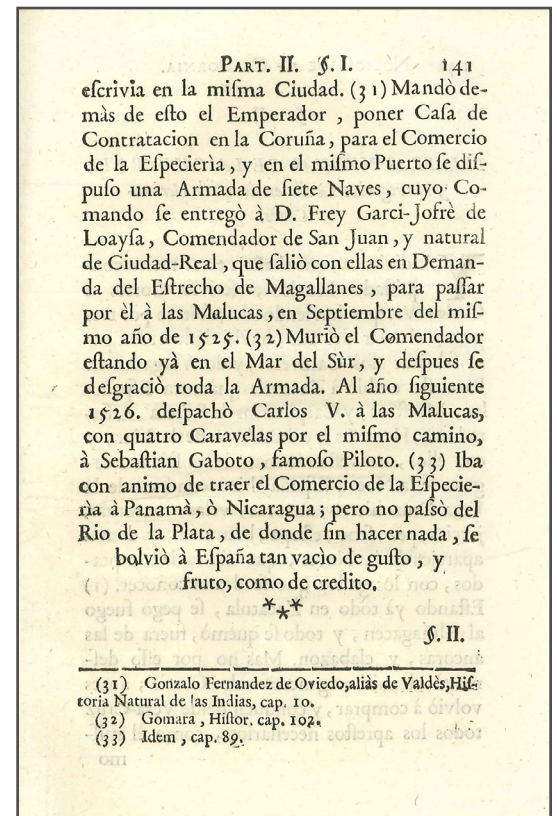 PART. II. §. I. 141
eſcrivia en la miſma Ciudad. (31) Mandò de-
màs de eſto el Emperador , poner Caſa de
Contratacion en la Coruña, para el Comercio
de la Eſpecierìa, y en el miſmo Puerto ſe diſ-
puſo una Armada de ſiete Naves, cuyo Co-
mando ſe entregò à D. Frey Garci-Jofrè de
Loayſa, Comendador de San Juan, y natural
de Ciudad-Real, que ſaliò con ellas en Deman-
da del Eſtrecho de Magallanes, para paſſar
por èl à las Malucas, en Septiembre del miſ-
mo año de 1525. (32) Muriò el Comendador
eſtando yà en el Mar del Sùr, y deſpues ſe
deſgraciò toda la Armada. Al año ſiguiente
1526. deſpachò Carlos V. à las Malucas,
con quatro Caravelas por el miſmo camino,
à Sebaſtian Gaboto , famoſo Piloto. (33) Iba
con animo de traer el Comercio de la Eſpecie-
rìa à Panamà, ò Nicaragua; pero no paſsò del
Rio de la Plata, de donde ſin hacer nada, ſe
bolviò à Eſpaña tan vacìo de guſto, y
fruto, como de credito.
***
§. II.
(31) Gonzalo Fernandez de Oviedo,aliàs de Valdès,Hiſ-
toria Natural de las Indias, cap. 10.
(32) Gomara , Hiſtor. cap. 102.
(33) Idem , cap. 89.